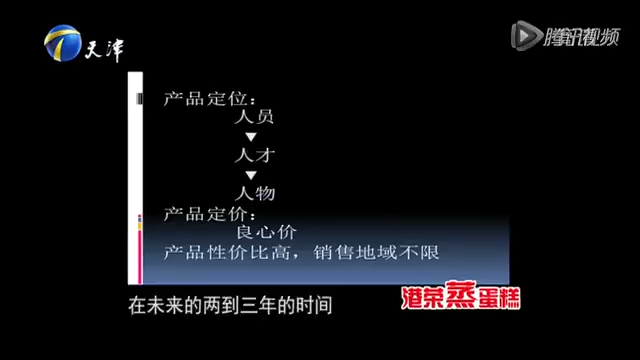 天津
腾讯视频
产品定位:
人员
人才
人物
产品定价:
良心价
产品性价比高，销售地域不限
港荣蒸蛋糕
在未来的两到三年的时间